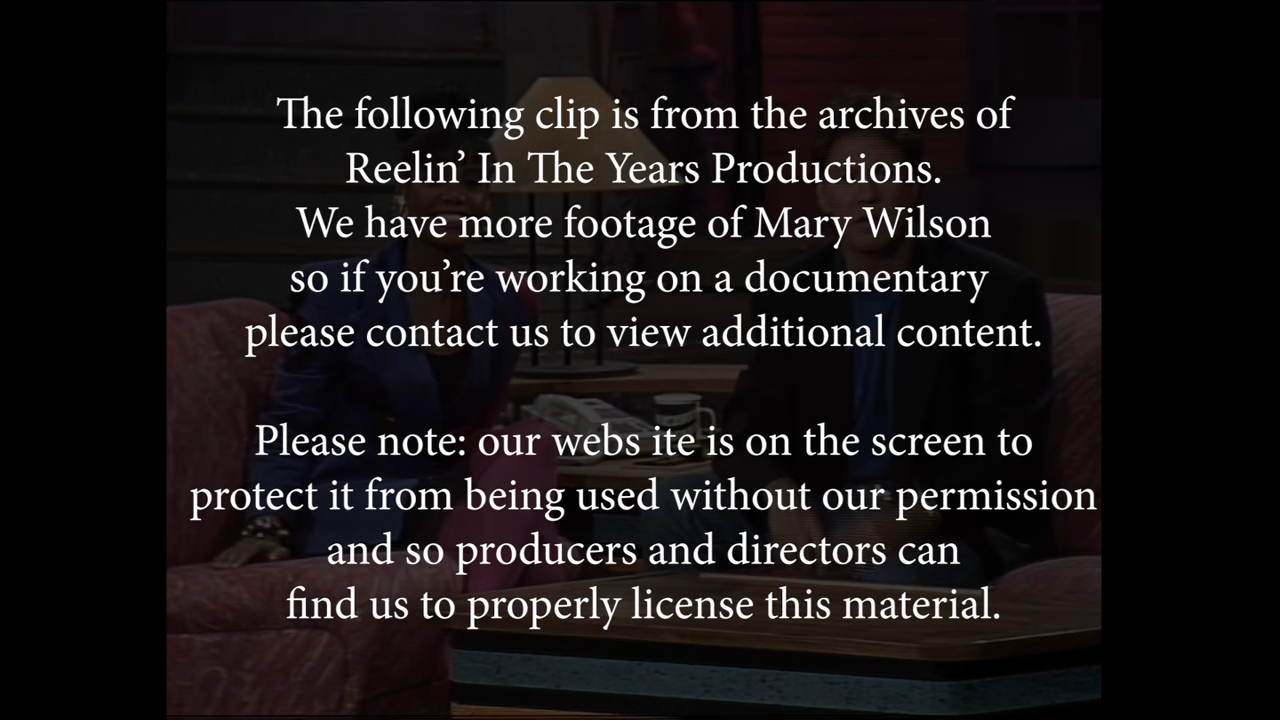 The following clip is from the archives of
Reelin’ In The Years Productions.
We have more footage of Mary Wilson
so if you’re working on a documentary
please contact us to view additional content.
Please note: our webs ite is on the screen to
protect it from being used without our permission
and so producers and directors can
find us to properly license this material.